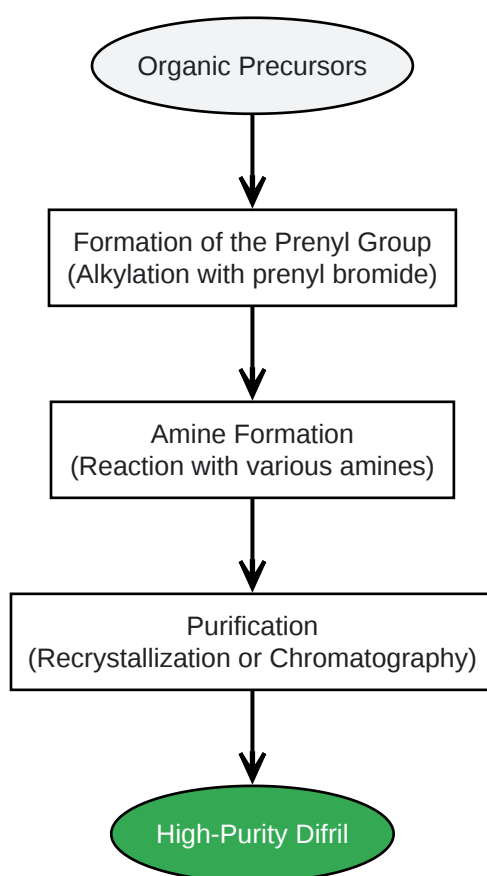 Organic Precursors
Formation of the Prenyl Group
(Alkylation with prenyl bromide)
Amine Formation
(Reaction with various amines)
Purification
(Recrystallization or Chromatography)
High-Purity Difril